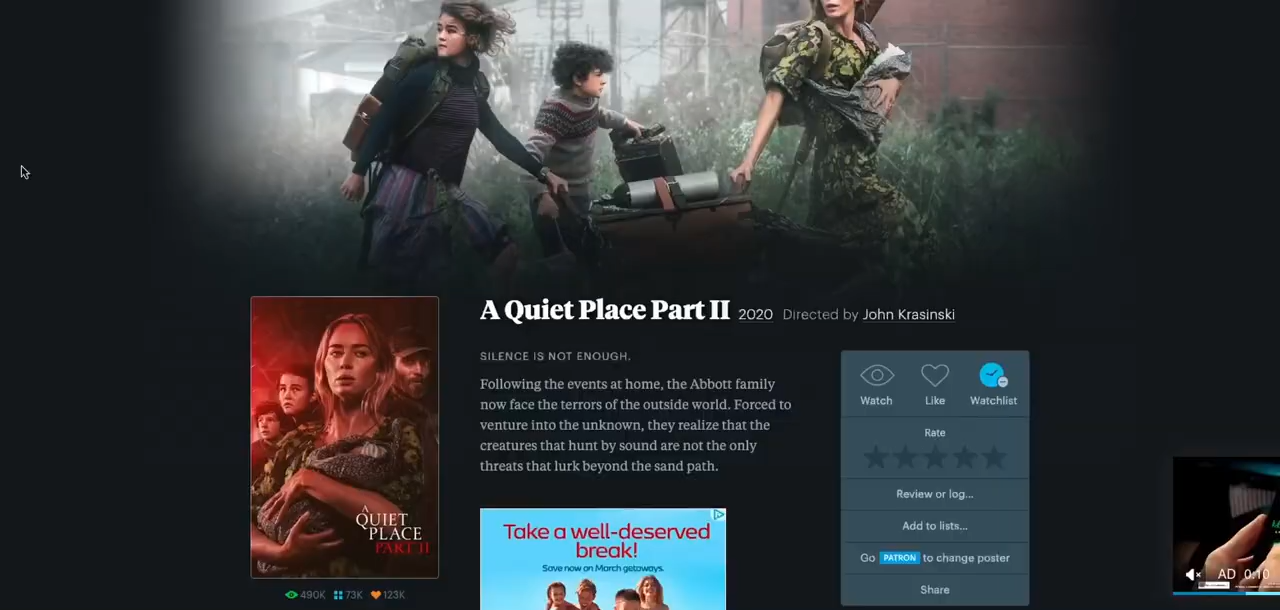 A Quiet Place Part II 2020 Directed by John Krasinski
SILENCE IS NOT ENOUGH.
Following the events at home, the Abbott family
now face the terrors of the outside world. Forced to
venture into the unknown, they realize that the
creatures that hunt by sound are not the only
threats that lurk beyond the sand path.
A
QUIET
PLACE
PART II
490K 73K 123K
Take a well-deserved
break!
Save now on March getaways.
Watch Like Watchlist
Rate
Review or log...
Add to lists...
Go PATRON to change poster
Share
AD 0:10